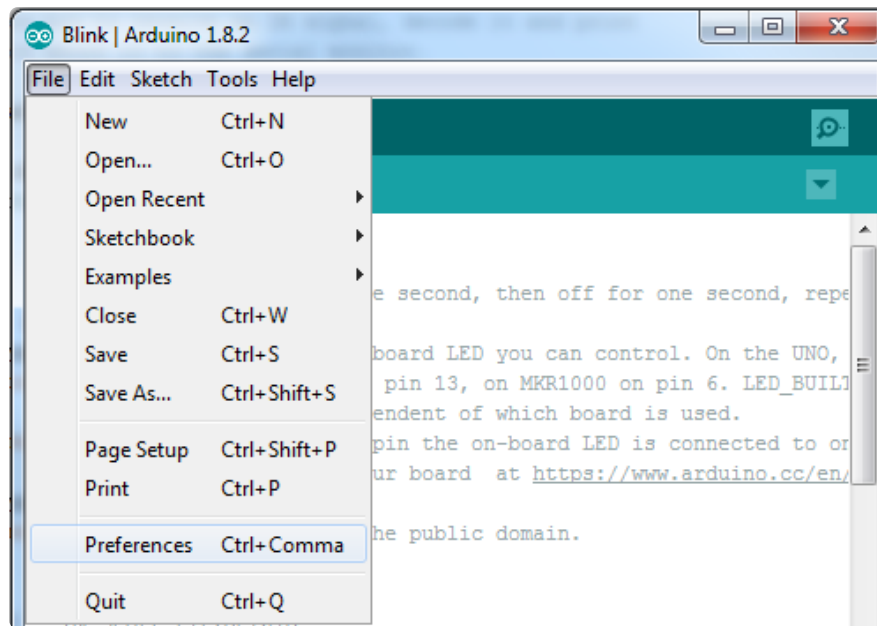 Blink | Arduino 1.8.2
File Edit Sketch Tools Help
New Ctrl+N
Open... Ctrl+O
Open Recent
Sketchbook
Examples
Close Ctrl+W
Save Ctrl+S
Save As... Ctrl+Shift+S
Page Setup Ctrl+Shift+P
Print Ctrl+P
Preferences Ctrl+Comma
Quit Ctrl+Q
e second, then off for one second, repe
board LED you can control. On the UNO,
pin 13, on MKR1000 on pin 6. LED_BUILT
endent of which board is used.
pin the on-board LED is connected to on
ur board at https://www.arduino.cc/en/
he public domain.